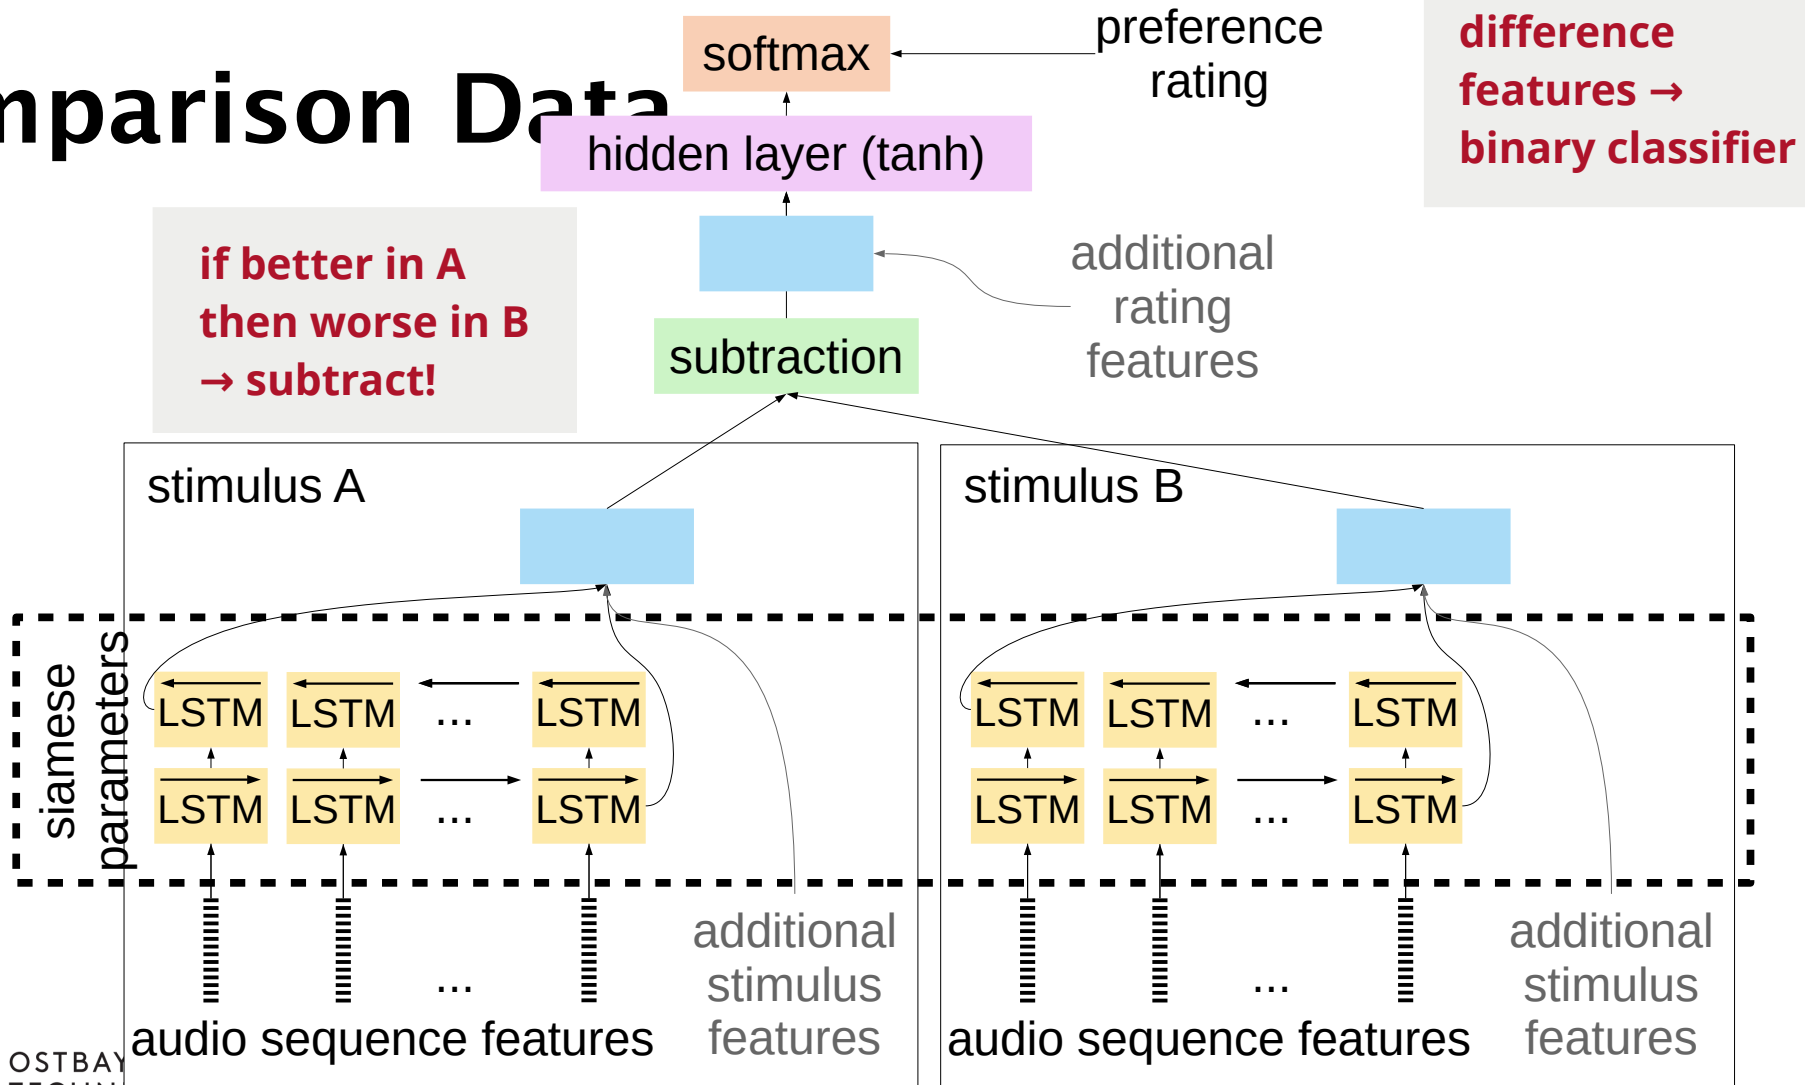 preference
rating
softmax
difference
features →
binary classifier
mparison Data
hidden layer (tanh)
if better in A
then worse in B
→ subtract!
additional
rating
features
subtraction
stimulus A
stimulus B
siamese
parameters
LSTM LSTM ... LSTM
LSTM LSTM ... LSTM
LSTM LSTM ... LSTM
LSTM LSTM ... LSTM
...
additional
stimulus
features
audio sequence features
...
additional
stimulus
features
audio sequence features
OSTBAY